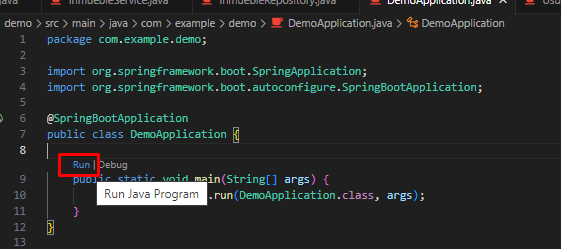 InmuebleService.java InmuebleRepository.java DemoApplication.java
demo > src > main > java > com > example > demo > DemoApplication.java > DemoApplication
1 package com.example.demo;
2
3 import org.springframework.boot.SpringApplication;
4 import org.springframework.boot.autoconfigure.SpringBootApplication;
5
6 @SpringBootApplication
7 public class DemoApplication {
8
Run | Debug
9 public static void main(String[] args) {
10 .run(DemoApplication.class, args);
Run Java Program
11 }
12 }
13